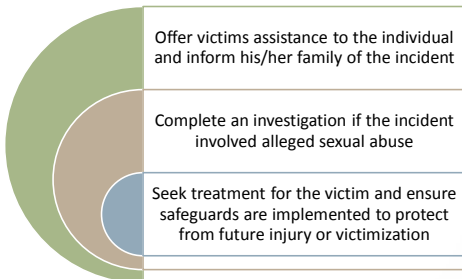 Offer victims assistance to the individual
and inform his/her family of the incident
Complete an investigation if the incident
involved alleged sexual abuse
Seek treatment for the victim and ensure
safeguards are implemented to protect
from future injury or victimization